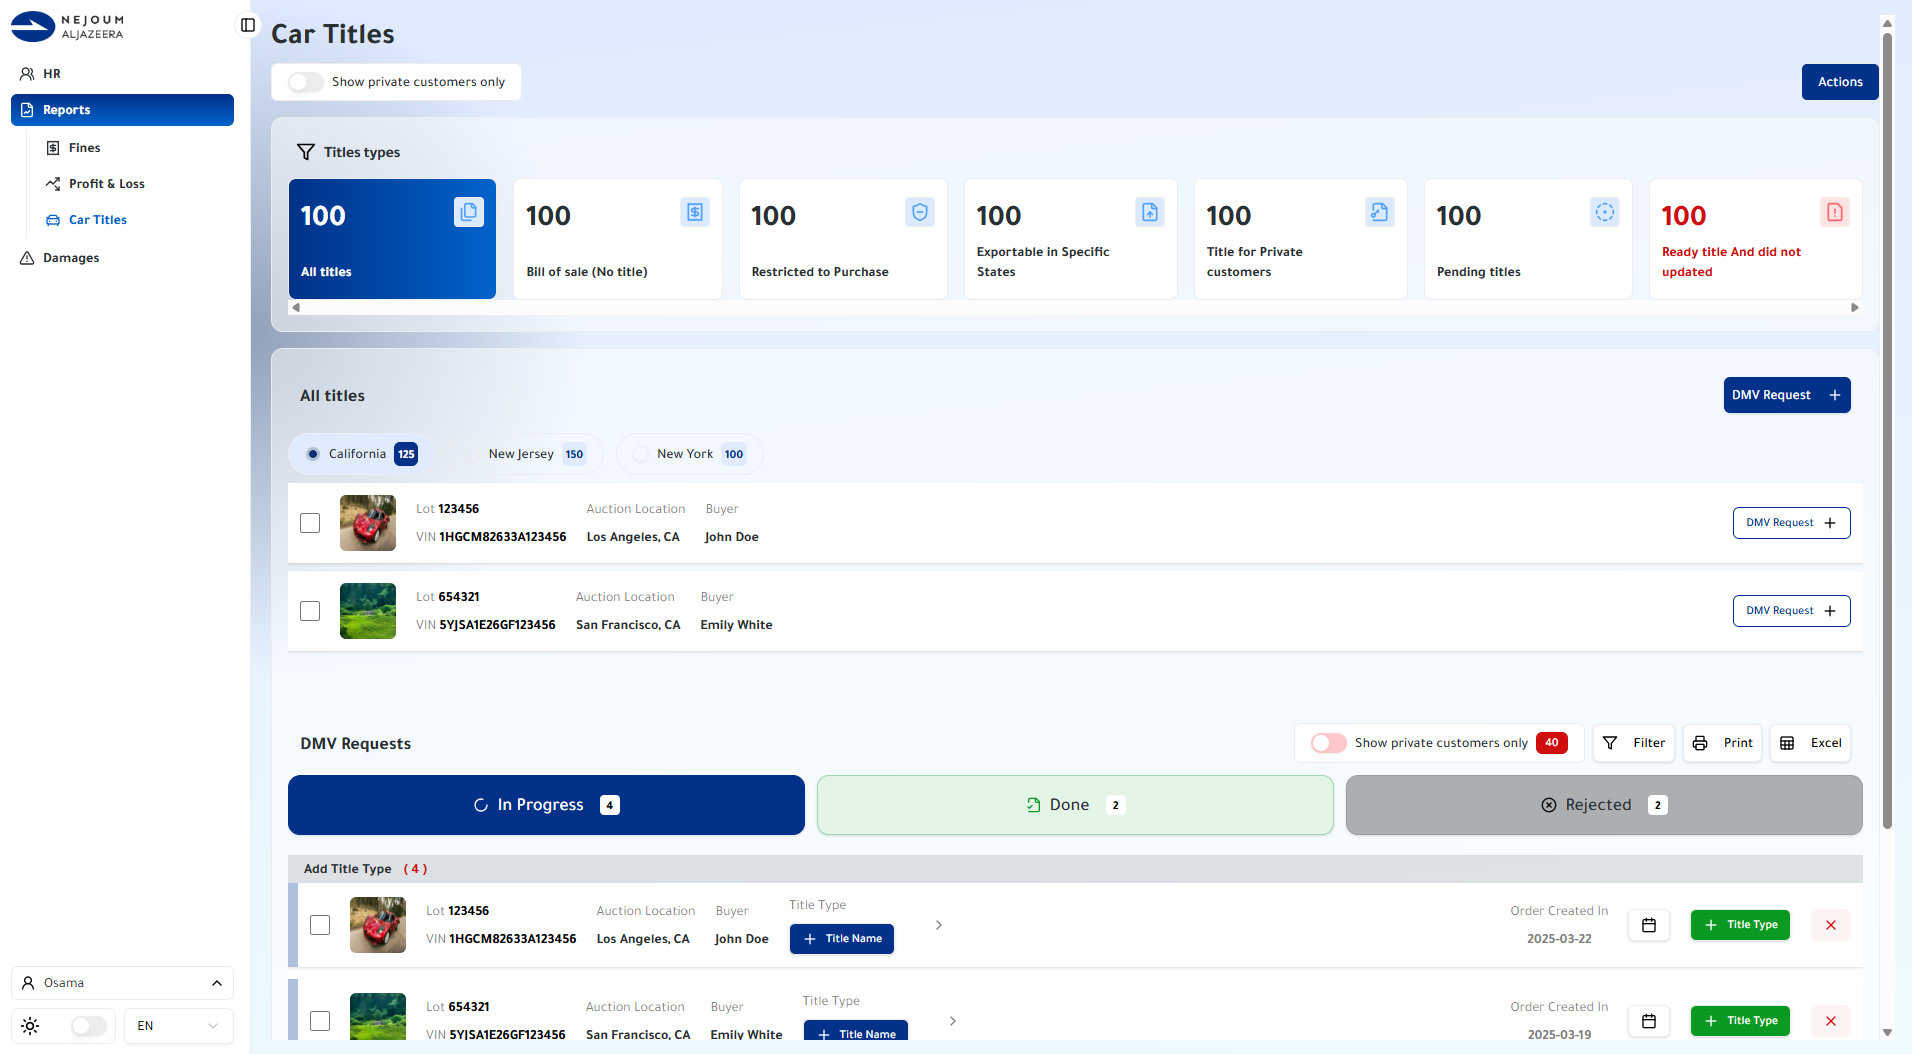 NEJOUM
ALJAZEERA
HR
Reports
Fines
Profit & Loss
Car Titles
Damages
Osama
EN
Car Titles
Show private customers only
Actions
Titles types
100
All titles
100
Bill of sale (No title)
100
Restricted to Purchase
100
Exportable in Specific
States
100
Title for Private
customers
100
Pending titles
100
Ready title And did not
updated
All titles
DMV Request
California 125
New Jersey 150
New York 100
Lot 123456 Auction Location Buyer
VIN 1HGCM82633A123456 Los Angeles, CA John Doe
DMV Request
Lot 654321 Auction Location Buyer
VIN 5YJSA1E26GF123456 San Francisco, CA Emily White
DMV Request
DMV Requests
Show private customers only 40
Filter
Print
Excel
In Progress 4
Done 2
Rejected 2
Add Title Type ( 4 )
Lot 123456 Auction Location Buyer Title Type
VIN 1HGCM82633A123456 Los Angeles, CA John Doe Title Name
Order Created In
2025-03-22
Title Type
Lot 654321 Auction Location Buyer Title Type
VIN 5YJSA1E26GF123456 San Francisco, CA Emily White Title Name
Order Created In
2025-03-19
Title Type